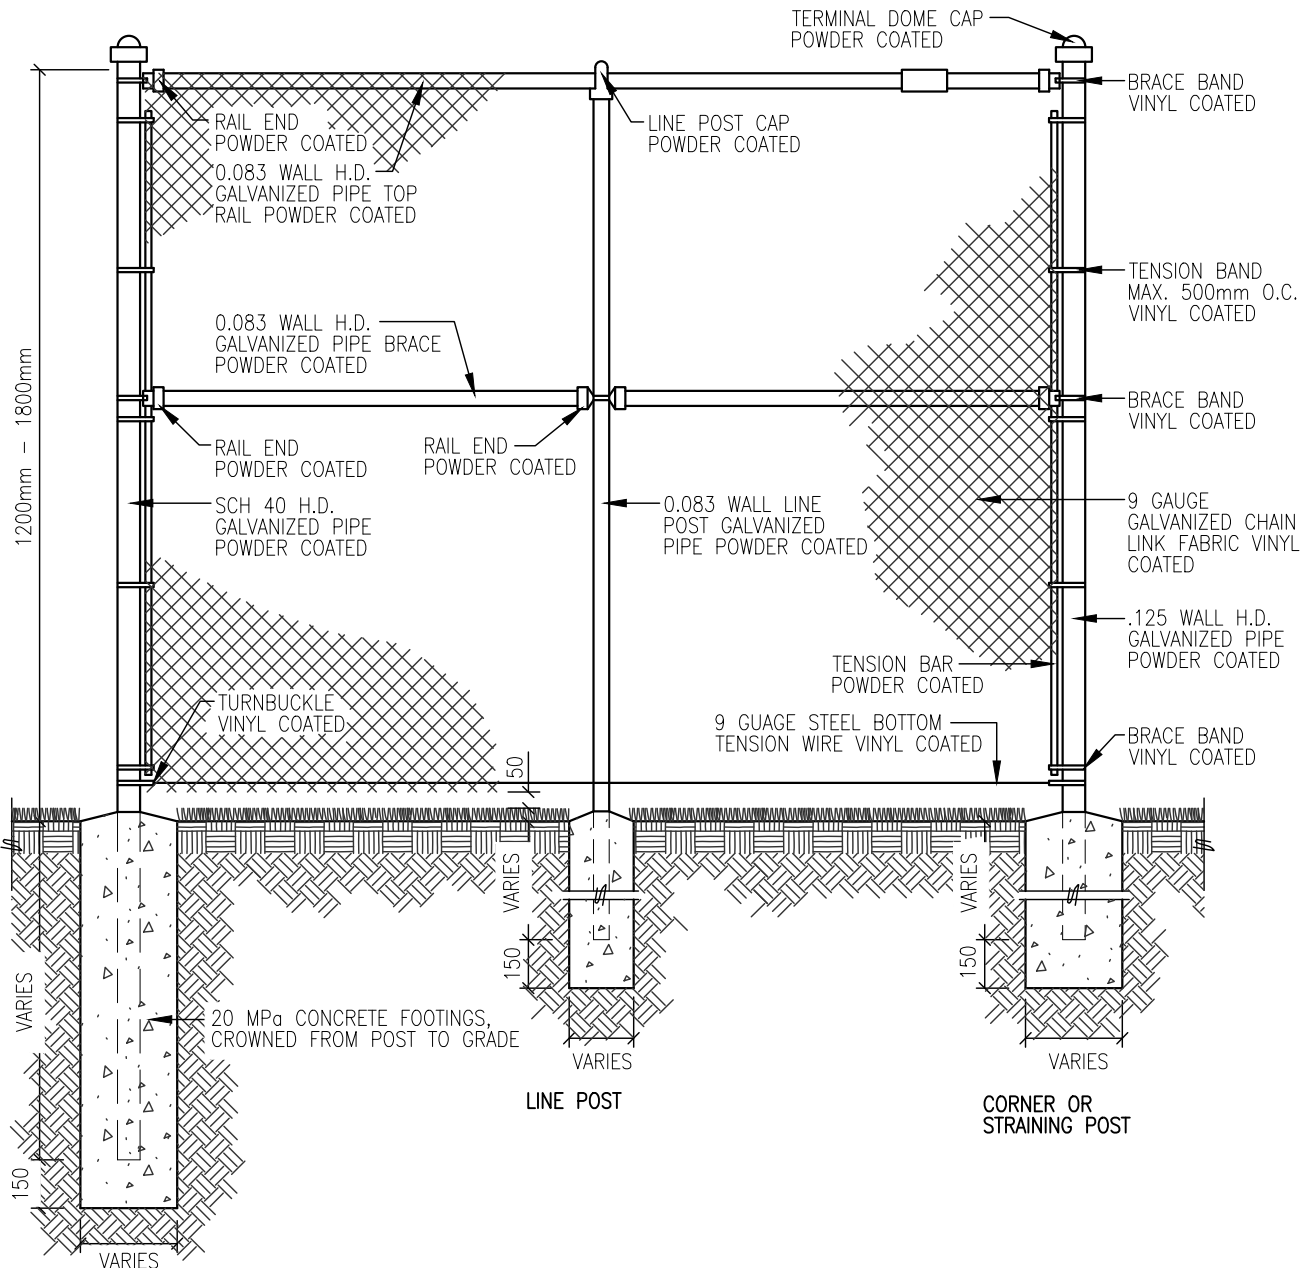 TERMINAL DOME CAP
POWDER COATED
BRACE BAND
VINYL COATED
RAIL END
POWDER COATED
LINE POST CAP
POWDER COATED
0.083 WALL H.D.
GALVANIZED PIPE TOP
RAIL POWDER COATED
TENSION BAND
MAX. 500mm O.C.
VINYL COATED
0.083 WALL H.D.
GALVANIZED PIPE BRACE
POWDER COATED
1200mm - 1800mm
BRACE BAND
VINYL COATED
RAIL END
POWDER COATED
RAIL END
POWDER COATED
SCH 40 H.D.
GALVANIZED PIPE
POWDER COATED
0.083 WALL LINE
POST GALVANIZED
PIPE POWDER COATED
9 GAUGE
GALVANIZED CHAIN
LINK FABRIC VINYL
COATED
.125 WALL H.D.
GALVANIZED PIPE
POWDER COATED
TENSION BAR
POWDER COATED
TURNBUCKLE
VINYL COATED
9 GUAGE STEEL BOTTOM
TENSION WIRE VINYL COATED
BRACE BAND
VINYL COATED
50
VARIES
VARIES
150
150
VARIES
20 MPa CONCRETE FOOTINGS,
CROWNED FROM POST TO GRADE
VARIES
VARIES
LINE POST
CORNER OR
STRAINING POST
150
VARIES